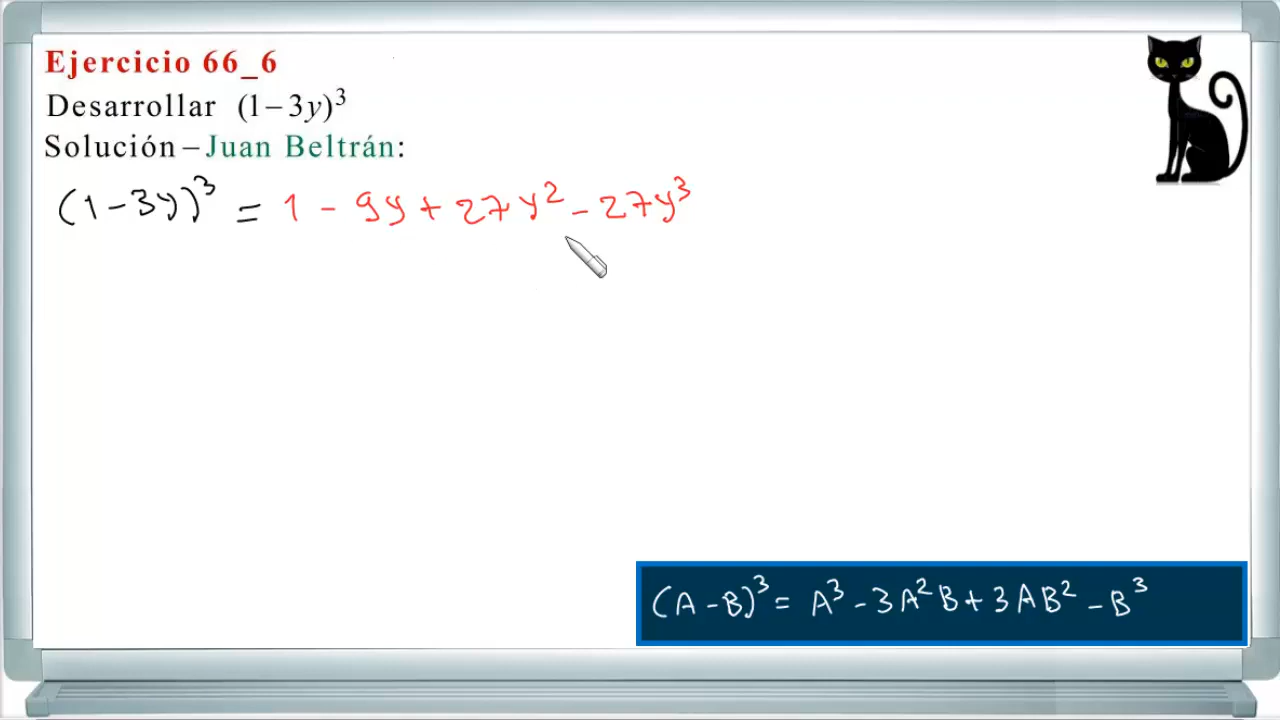 Ejercicio 66_6
Desarrollar (1−3y)³
Solución−Juan Beltrán:
(1−3y)³ = 1 − 9y + 27y² − 27y³
(A−B)³ = A³ − 3A²B + 3AB² − B³